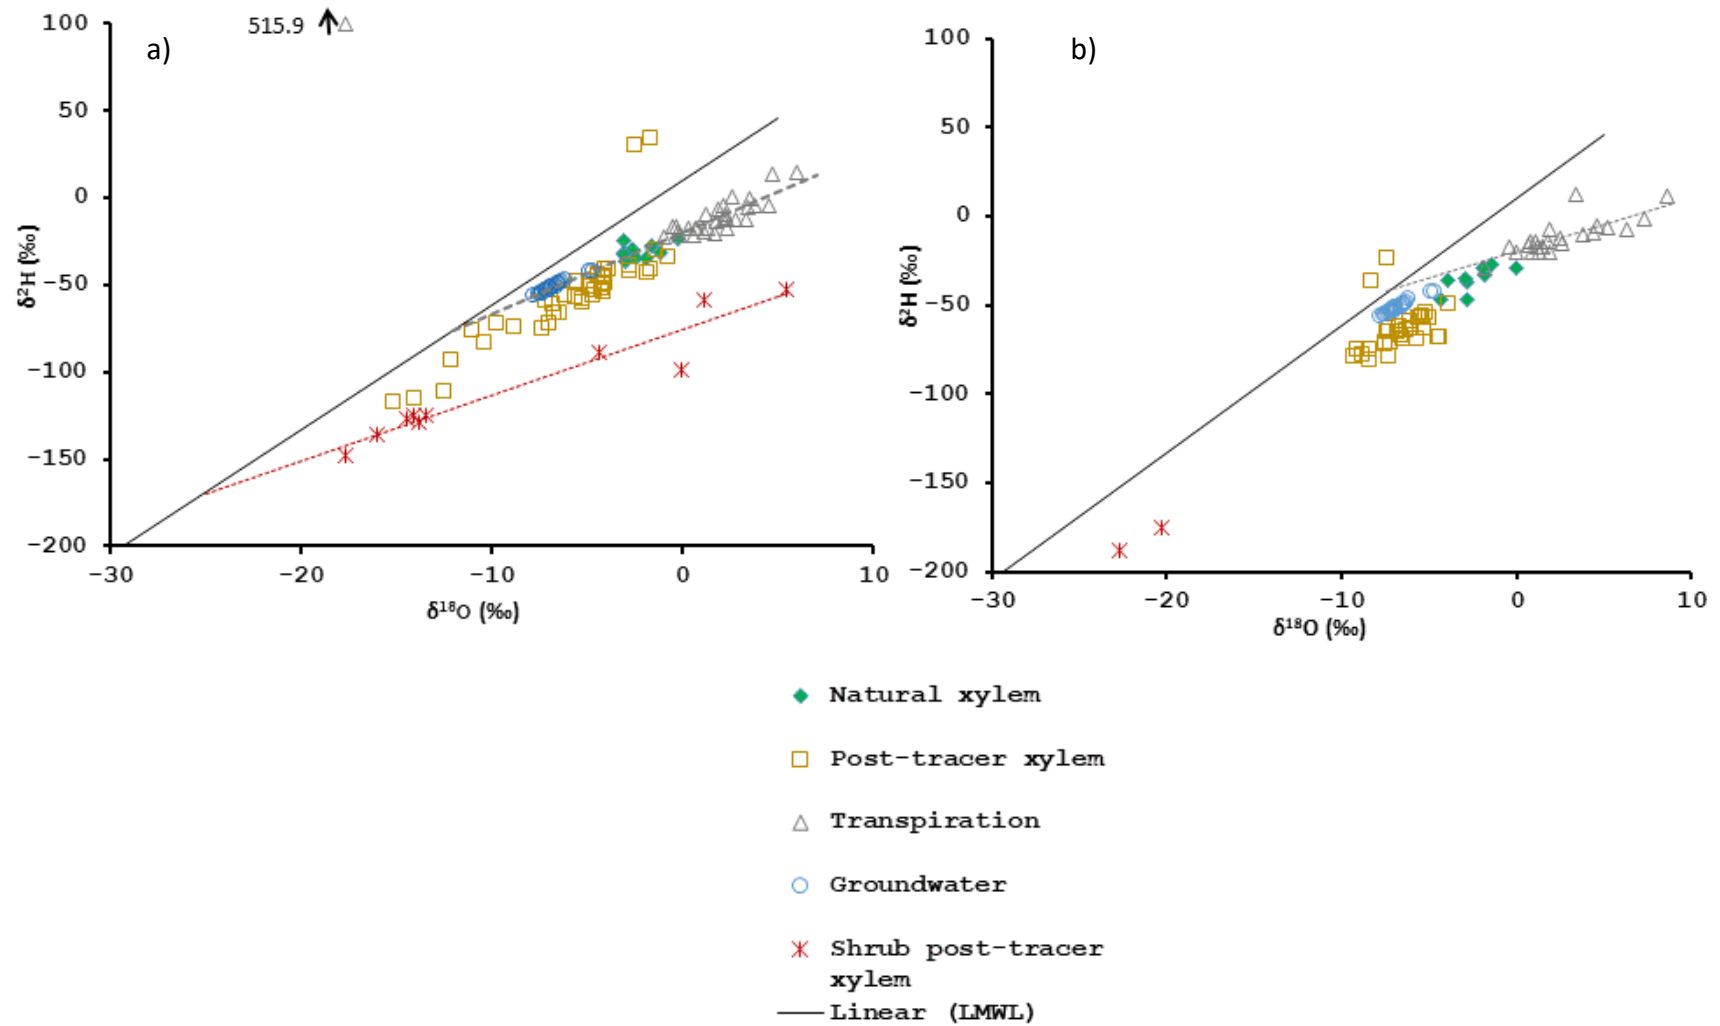 515.9
a)
100
50
0
−50
−100
−150
−200
−30
−20
−10
0
10
δ²H (‰)
δ¹⁸O (‰)
b)
100
50
0
−50
−100
−150
−200
−30
−20
−10
0
10
δ²H (‰)
δ¹⁸O (‰)
Natural xylem
Post-tracer xylem
Transpiration
Groundwater
Shrub post-tracer
xylem
Linear (LMWL)